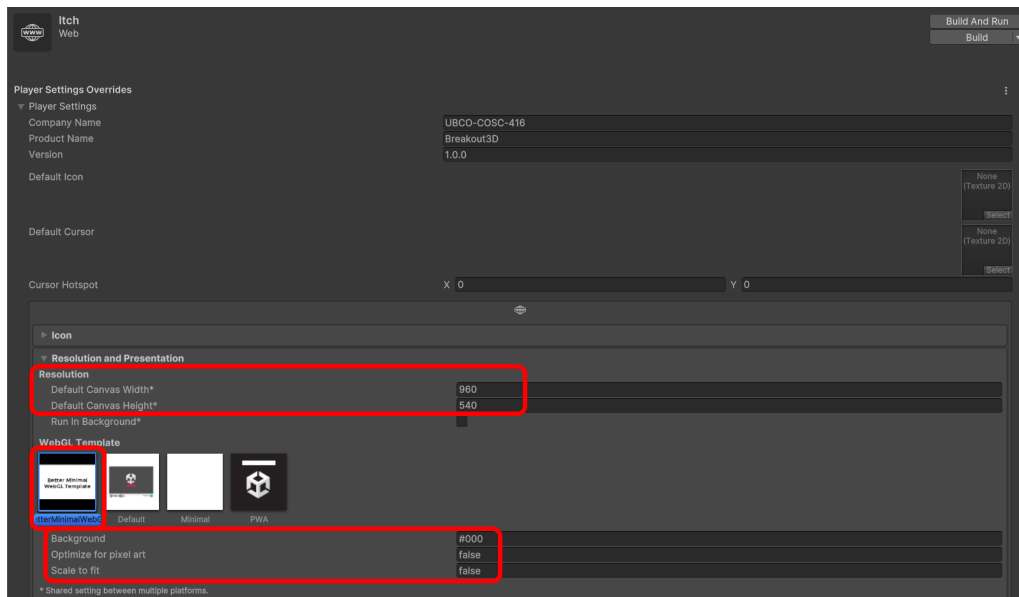 Itch
Web
Build And Run
Build
Player Settings Overrides
Player Settings
Company Name UBCO-COSC-416
Product Name Breakout3D
Version 1.0.0
Default Icon
None
(Texture 2D)
Select
Default Cursor
None
(Texture 2D)
Select
Cursor Hotspot X 0 Y 0
Icon
Resolution and Presentation
Resolution
Default Canvas Width* 960
Default Canvas Height* 540
Run In Background*
WebGL Template
Better Minimal
WebGL Template
etterMinimalWebG Default Minimal PWA
Background #000
Optimize for pixel art false
Scale to fit false
* Shared setting between multiple platforms.